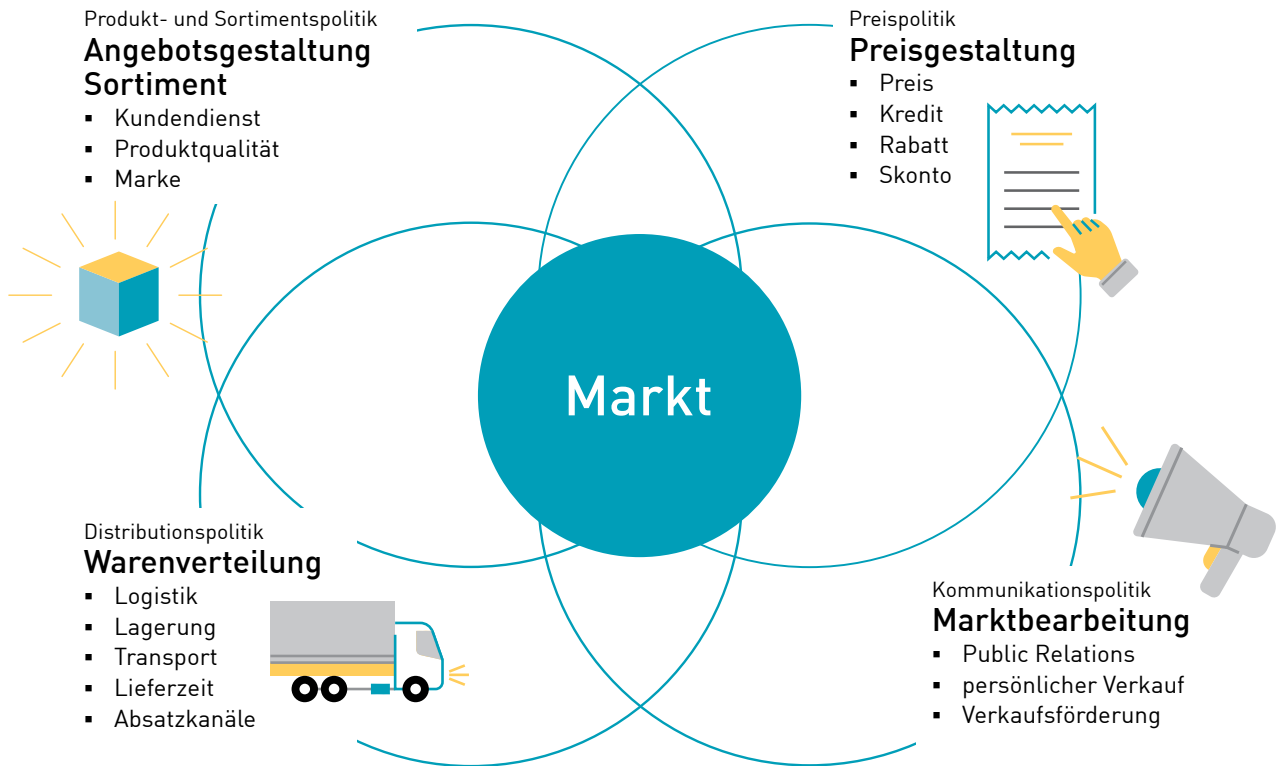 Produkt- und Sortimentspolitik
Angebotsgestaltung
Sortiment
▪ Kundendienst
▪ Produktqualität
▪ Marke
Preispolitik
Preisgestaltung
▪ Preis
▪ Kredit
▪ Rabatt
▪ Skonto
Markt
Distributionspolitik
Warenverteilung
▪ Logistik
▪ Lagerung
▪ Transport
▪ Lieferzeit
▪ Absatzkanäle
Kommunikationspolitik
Marktbearbeitung
▪ Public Relations
▪ persönlicher Verkauf
▪ Verkaufsförderung